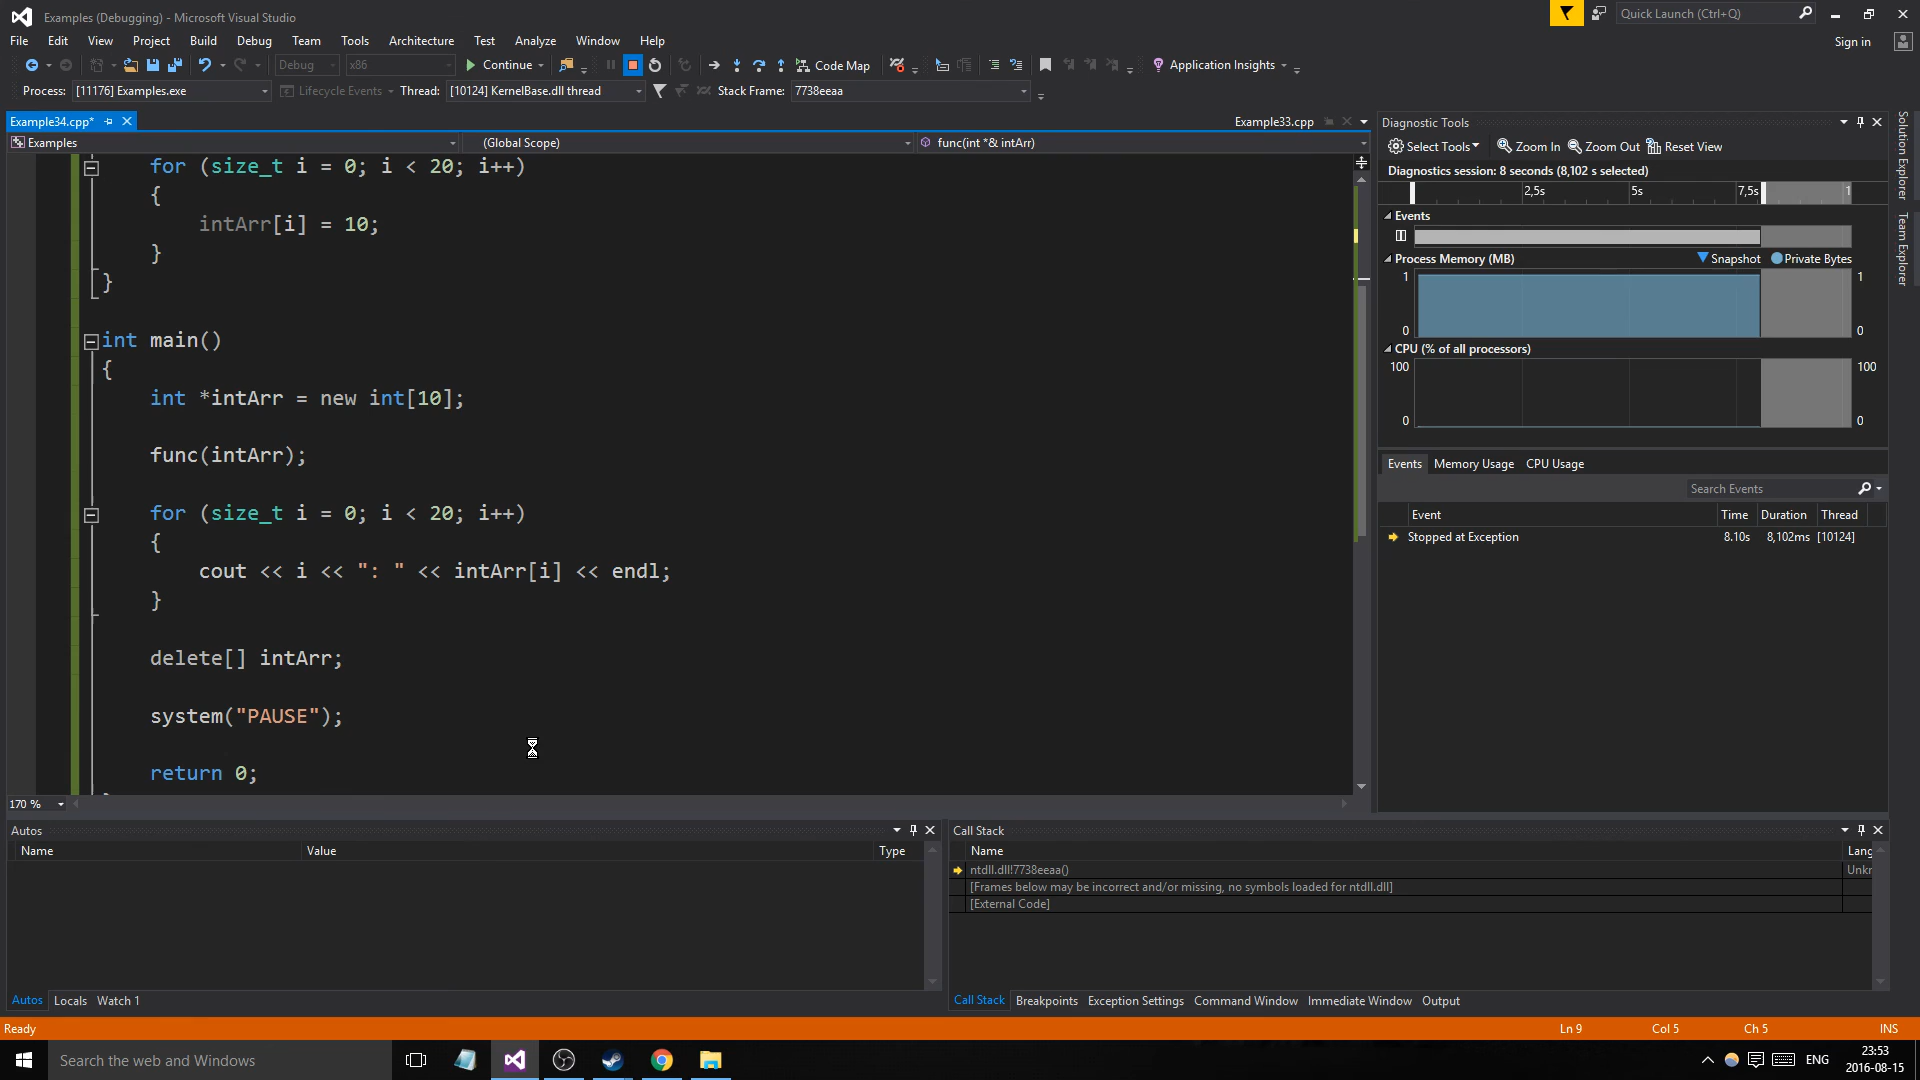 Examples (Debugging) - Microsoft Visual Studio
Quick Launch (Ctrl+Q)
File Edit View Project Build Debug Team Tools Architecture Test Analyze Window Help
Sign in
Debug x86 Continue Code Map Application Insights
Process: [11176] Examples.exe Lifecycle Events Thread: [10124] KernelBase.dll thread Stack Frame: 7738eeaa
Example34.cpp* Example33.cpp
Examples (Global Scope) func(int *& intArr)
for (size_t i = 0; i < 20; i++)
{
intArr[i] = 10;
}
}
int main()
{
int *intArr = new int[10];
func(intArr);
for (size_t i = 0; i < 20; i++)
{
cout << i << ": " << intArr[i] << endl;
}
delete[] intArr;
system("PAUSE");
return 0;
170 %
Diagnostic Tools
Select Tools Zoom In Zoom Out Reset View
Diagnostics session: 8 seconds (8,102 s selected)
2,5s 5s 7,5s 1
Events
Process Memory (MB) Snapshot Private Bytes
1 1
0 0
CPU (% of all processors)
100 100
0 0
Events Memory Usage CPU Usage
Search Events
Event Time Duration Thread
Stopped at Exception 8.10s 8,102ms [10124]
Solution Explorer
Team Explorer
Autos
Name Value Type
Autos Locals Watch 1
Call Stack
Name Lang
ntdll.dll!7738eeaa() Unkr
[Frames below may be incorrect and/or missing, no symbols loaded for ntdll.dll]
[External Code]
Call Stack Breakpoints Exception Settings Command Window Immediate Window Output
Ready Ln 9 Col 5 Ch 5 INS
Search the web and Windows
ENG
23:53
2016-08-15